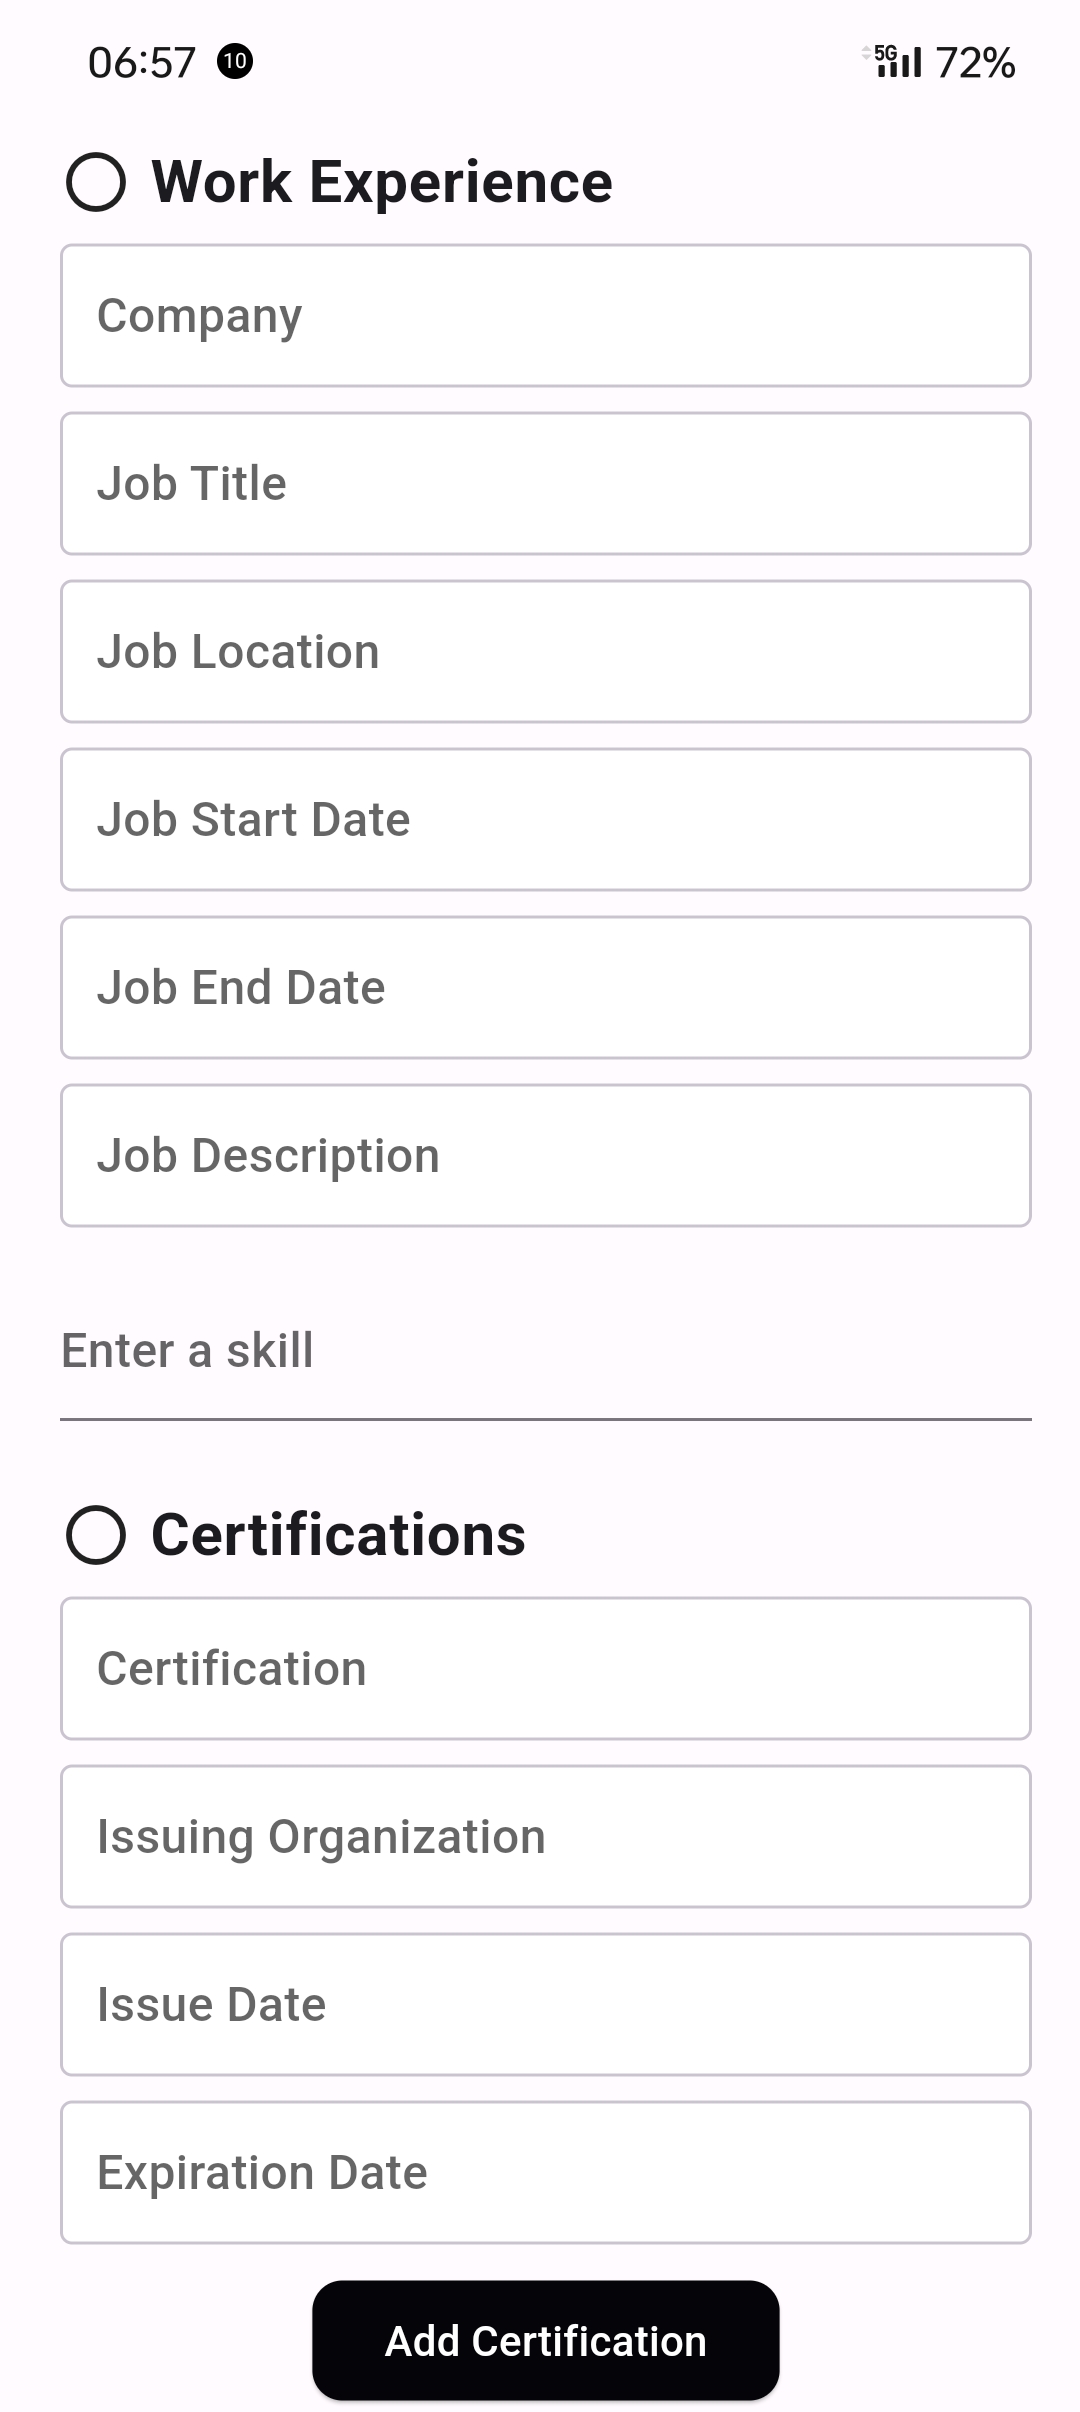 06:57 10 5G 72%
Work Experience
Company
Job Title
Job Location
Job Start Date
Job End Date
Job Description
Enter a skill
Certifications
Certification
Issuing Organization
Issue Date
Expiration Date
Add Certification